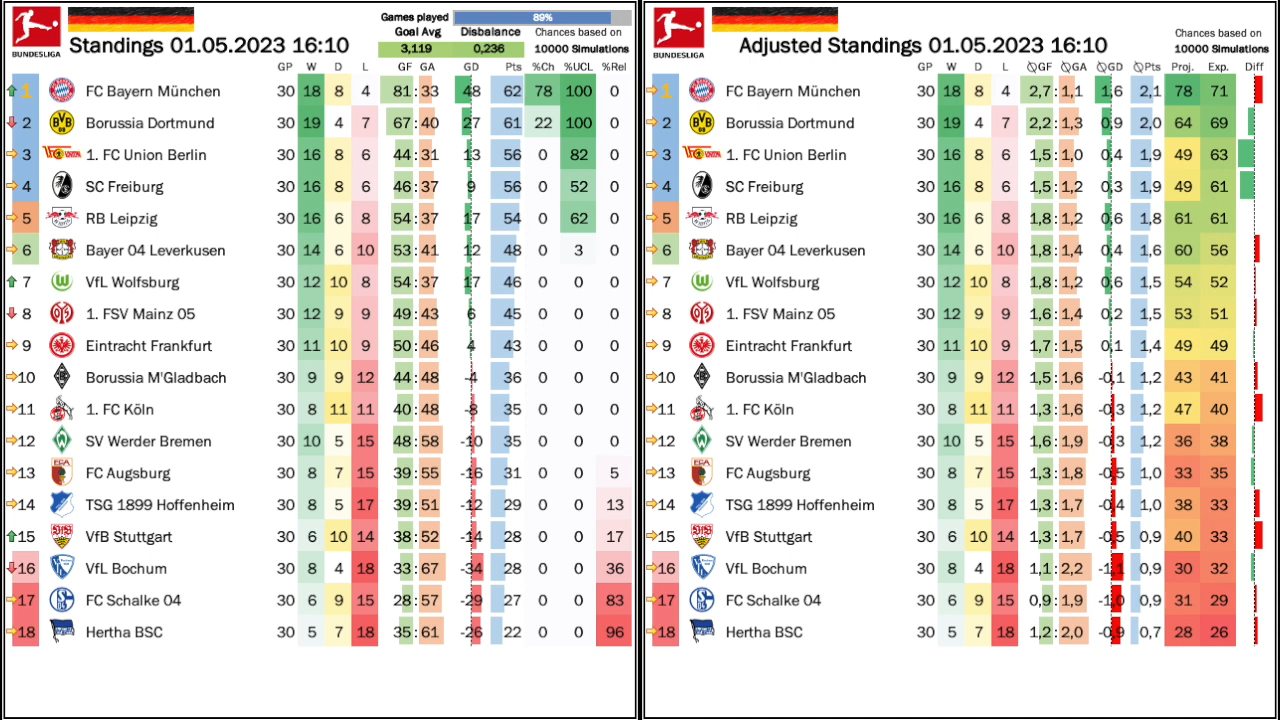 Games played 89%
BUNDESLIGA
Standings 01.05.2023 16:10
Goal Avg Disbalance Chances based on
3,119 0,236 10000 Simulations
GP W D L GF GA GD Pts %Ch %UCL %Rel
1 FC Bayern München 30 18 8 4 81:33 48 62 78 100 0
2 Borussia Dortmund 30 19 4 7 67:40 27 61 22 100 0
3 1. FC Union Berlin 30 16 8 6 44:31 13 56 0 82 0
4 SC Freiburg 30 16 8 6 46:37 9 56 0 52 0
5 RB Leipzig 30 16 6 8 54:37 17 54 0 62 0
6 Bayer 04 Leverkusen 30 14 6 10 53:41 12 48 0 3 0
7 VfL Wolfsburg 30 12 10 8 54:37 17 46 0 0 0
8 1. FSV Mainz 05 30 12 9 9 49:43 6 45 0 0 0
9 Eintracht Frankfurt 30 11 10 9 50:46 4 43 0 0 0
10 Borussia M'Gladbach 30 9 9 12 44:48 -4 36 0 0 0
11 1. FC Köln 30 8 11 11 40:48 -8 35 0 0 0
12 SV Werder Bremen 30 10 5 15 48:58 -10 35 0 0 0
13 FC Augsburg 30 8 7 15 39:55 -16 31 0 0 5
14 TSG 1899 Hoffenheim 30 8 5 17 39:51 -12 29 0 0 13
15 VfB Stuttgart 30 6 10 14 38:52 -14 28 0 0 17
16 VfL Bochum 30 8 4 18 33:67 -34 28 0 0 36
17 FC Schalke 04 30 6 9 15 28:57 -29 27 0 0 83
18 Hertha BSC 30 5 7 18 35:61 -26 22 0 0 96
BUNDESLIGA
Adjusted Standings 01.05.2023 16:10
Chances based on
10000 Simulations
GP W D L ∅GF ∅GA ∅GD ∅Pts Proj. Exp. Diff
1 FC Bayern München 30 18 8 4 2,7:1,1 1,6 2,1 78 71
2 Borussia Dortmund 30 19 4 7 2,2:1,3 0,9 2,0 64 69
3 1. FC Union Berlin 30 16 8 6 1,5:1,0 0,4 1,9 49 63
4 SC Freiburg 30 16 8 6 1,5:1,2 0,3 1,9 49 61
5 RB Leipzig 30 16 6 8 1,8:1,2 0,6 1,8 61 61
6 Bayer 04 Leverkusen 30 14 6 10 1,8:1,4 0,4 1,6 60 56
7 VfL Wolfsburg 30 12 10 8 1,8:1,2 0,6 1,5 54 52
8 1. FSV Mainz 05 30 12 9 9 1,6:1,4 0,2 1,5 53 51
9 Eintracht Frankfurt 30 11 10 9 1,7:1,5 0,1 1,4 49 49
10 Borussia M'Gladbach 30 9 9 12 1,5:1,6 -0,1 1,2 43 41
11 1. FC Köln 30 8 11 11 1,3:1,6 -0,3 1,2 47 40
12 SV Werder Bremen 30 10 5 15 1,6:1,9 -0,3 1,2 36 38
13 FC Augsburg 30 8 7 15 1,3:1,8 -0,5 1,0 33 35
14 TSG 1899 Hoffenheim 30 8 5 17 1,3:1,7 -0,4 1,0 38 33
15 VfB Stuttgart 30 6 10 14 1,3:1,7 -0,5 0,9 40 33
16 VfL Bochum 30 8 4 18 1,1:2,2 -1,1 0,9 30 32
17 FC Schalke 04 30 6 9 15 0,9:1,9 -1,0 0,9 31 29
18 Hertha BSC 30 5 7 18 1,2:2,0 -0,9 0,7 28 26